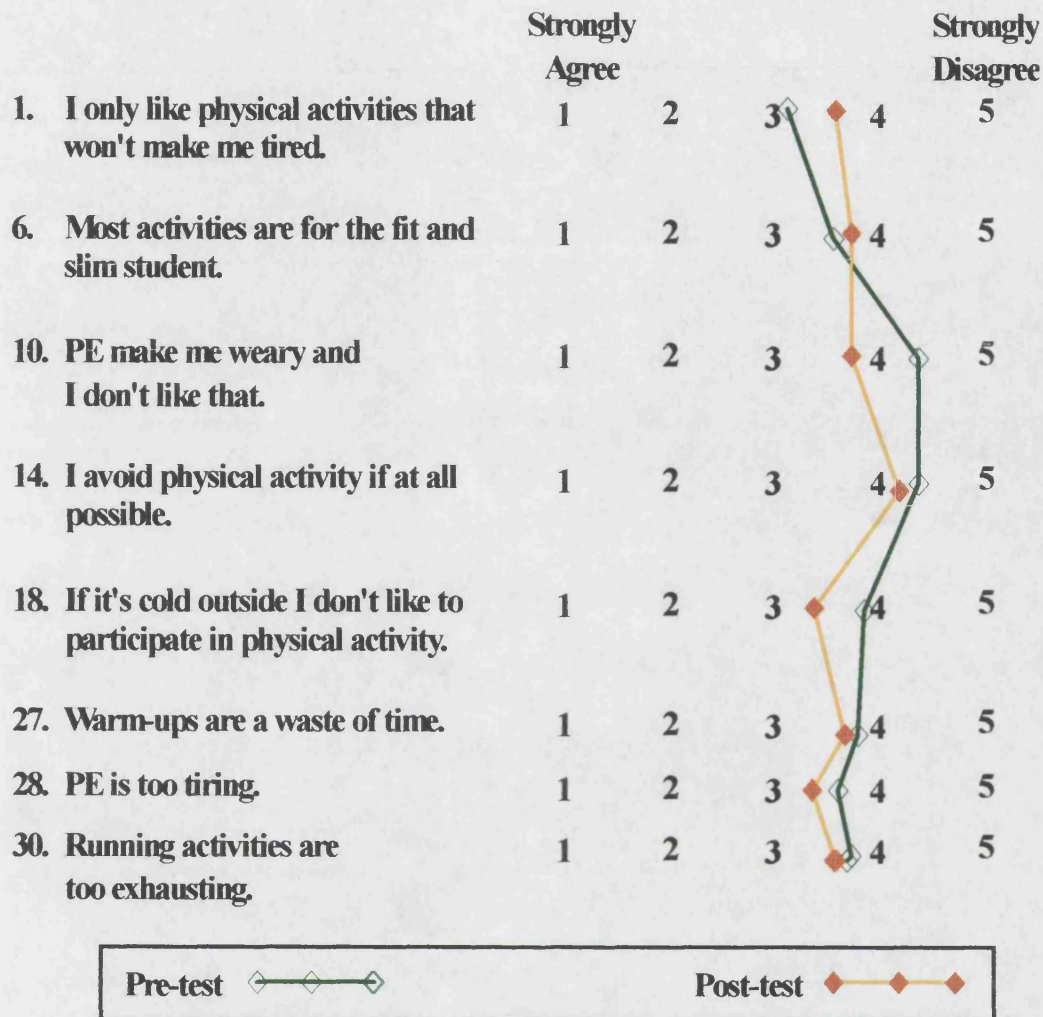 Strongly Strongly
Agree Disagree
1. I only like physical activities that 1 2 3 4 5
won't make me tired.
6. Most activities are for the fit and 1 2 3 4 5
slim student.
10. PE make me weary and 1 2 3 4 5
I don't like that.
14. I avoid physical activity if at all 1 2 3 4 5
possible.
18. If it's cold outside I don't like to 1 2 3 4 5
participate in physical activity.
27. Warm-ups are a waste of time. 1 2 3 4 5
28. PE is too tiring. 1 2 3 4 5
30. Running activities are 1 2 3 4 5
too exhausting.
Pre-test Post-test